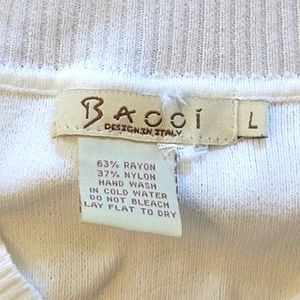 Bacci L
DESIGN IN ITALY
63% RAYON
37% NYLON
HAND WASH
IN COLD WATER
DO NOT BLEACH
LAY FLAT TO DRY